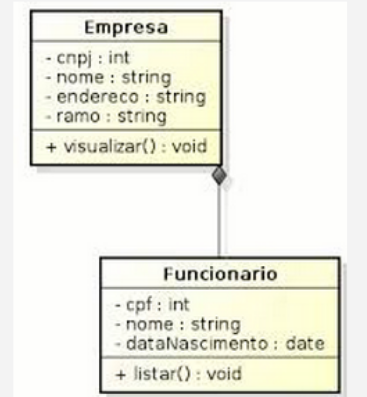 Empresa
- cnpj : int
- nome : string
- endereco : string
- ramo : string
+ visualizar() : void
Funcionario
- cpf : int
- nome : string
- dataNascimento : date
+ listar() : void